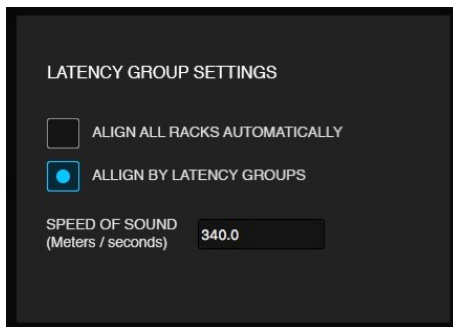 LATENCY GROUP SETTINGS
ALIGN ALL RACKS AUTOMATICALLY
ALLIGN BY LATENCY GROUPS
SPEED OF SOUND
(Meters / seconds)
340.0